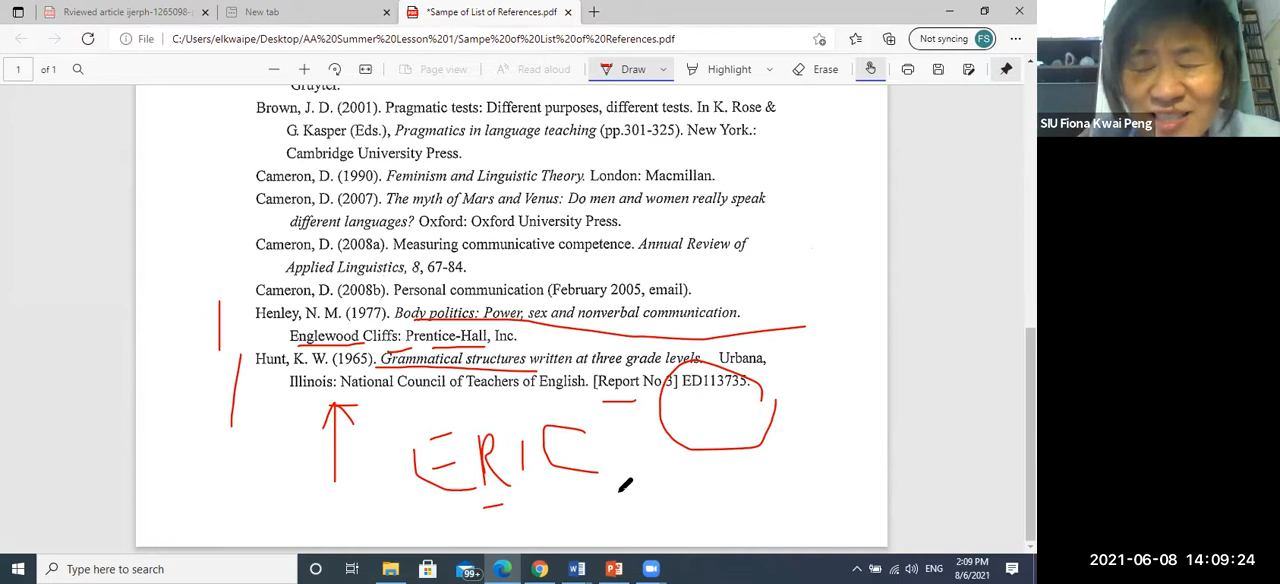 Rviewed article ijerph-1265098-
New tab
*Sampe of List of References.pdf
File
C:/Users/elkwaipe/Desktop/AA%20Summer%20Lesson%201/Sampe%20of%20List%20of%20References.pdf
Not syncing
FS
1
of 1
Page view
Read aloud
Draw
Highlight
Erase
Gruyter.
Brown, J. D. (2001). Pragmatic tests: Different purposes, different tests. In K. Rose &
G. Kasper (Eds.), Pragmatics in language teaching (pp.301-325). New York.:
Cambridge University Press.
Cameron, D. (1990). Feminism and Linguistic Theory. London: Macmillan.
Cameron, D. (2007). The myth of Mars and Venus: Do men and women really speak
different languages? Oxford: Oxford University Press.
Cameron, D. (2008a). Measuring communicative competence. Annual Review of
Applied Linguistics, 8, 67-84.
Cameron, D. (2008b). Personal communication (February 2005, email).
Henley, N. M. (1977). Body politics: Power, sex and nonverbal communication.
Englewood Cliffs: Prentice-Hall, Inc.
Hunt, K. W. (1965). Grammatical structures written at three grade levels. Urbana,
Illinois: National Council of Teachers of English. [Report No 3] ED113735.
ERIC
SIU Fiona Kwai Peng
Type here to search
99+
ENG
2:09 PM
8/6/2021
2021-06-08 14:09:24